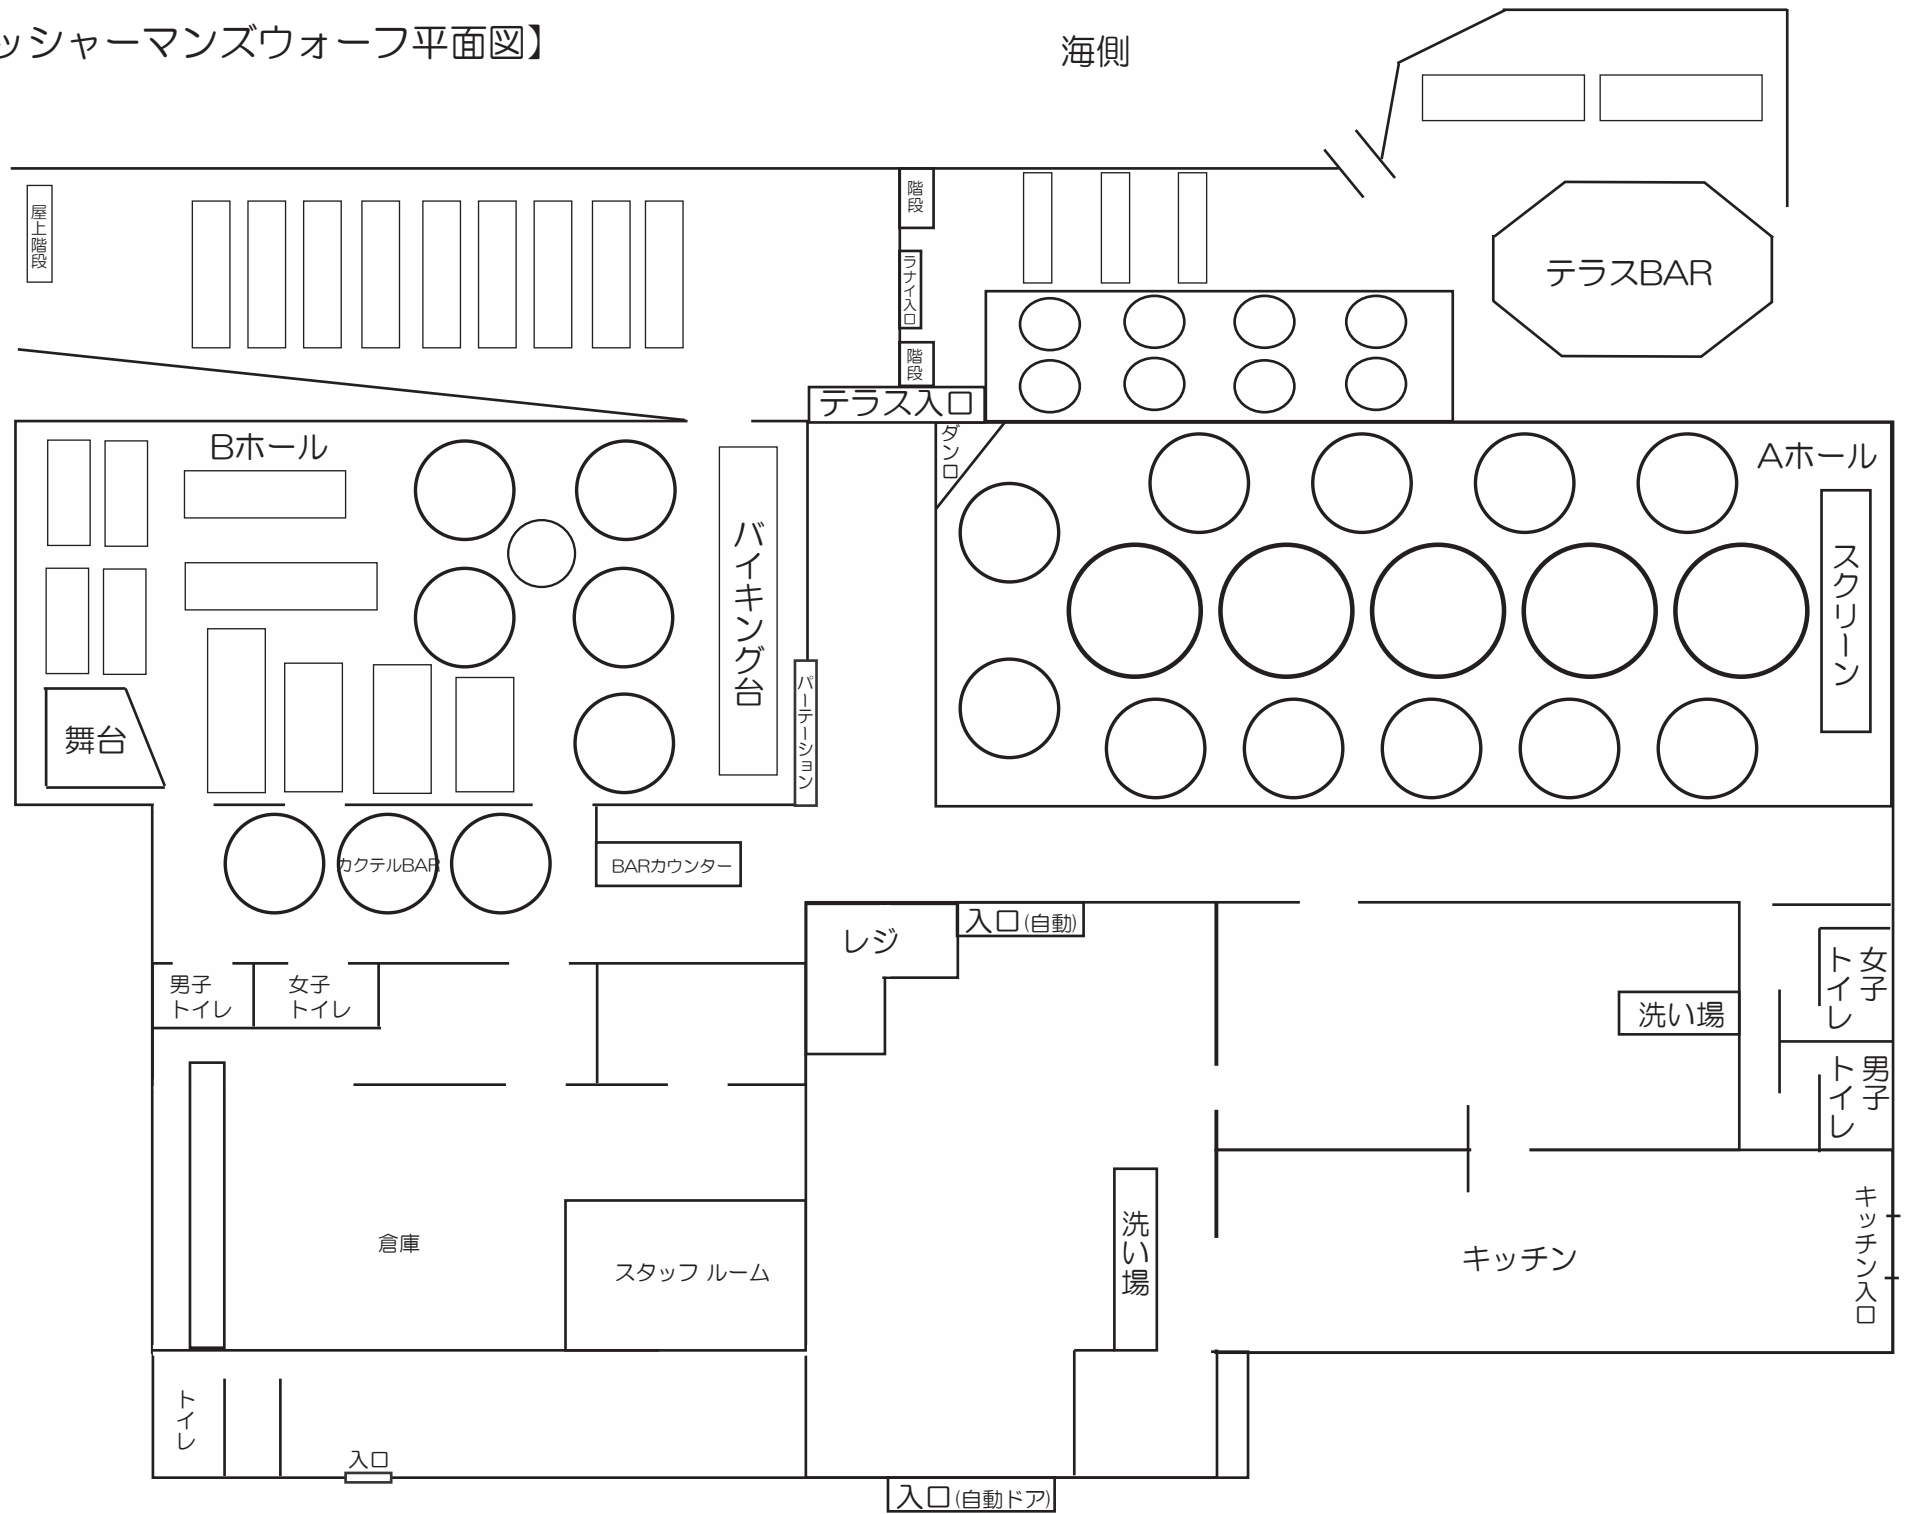 ッシャーマンズウォーフ平面図】
海側
屋上階段
階段
ラナイ入口
階段
テラスBAR
テラス入口
Bホール
バイキング台
パーテーション
舞台
ダンロ
Aホール
スクリーン
カクテルBAR
BARカウンター
レジ
入口(自動)
男子
トイレ
女子
トイレ
洗い場
女子
トイレ
男子
トイレ
倉庫
スタッフ ルーム
洗い場
キッチン
キッチン入口
トイレ
入口
入口(自動ドア)